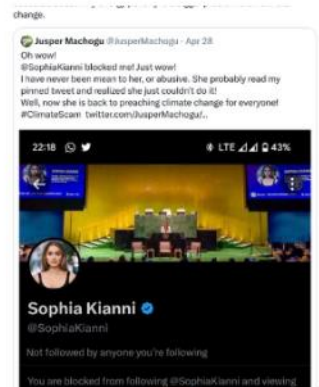 change.
Jusper Machogu @JusperMachogu · Apr 28
Oh wow!
@SophiaKianni blocked me! Just wow!
I have never been mean to her, or abusive. She probably read my
pinned tweet and realized she just couldn't do it!
Well, now she is back to preaching climate change for everyone!
#ClimateScam twitter.com/JusperMachogu/..
22:18 LTE 43%
Sophia Kianni
@SophiaKianni
Not followed by anyone you're following
You are blocked from following @SophiaKianni and viewing